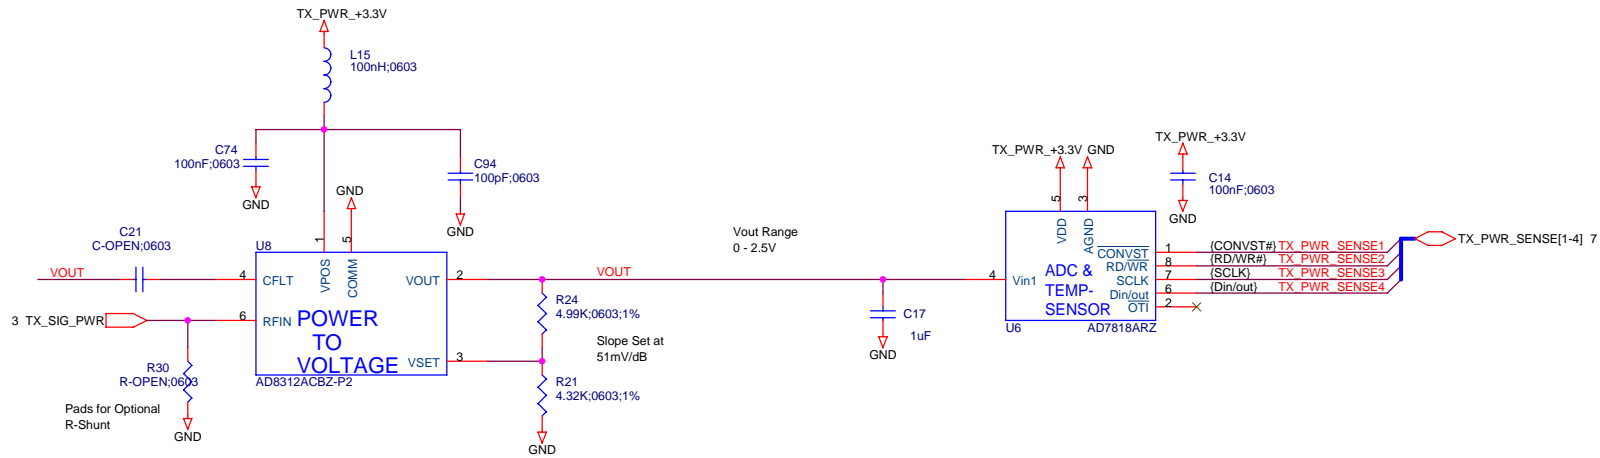 TX_PWR_+3.3V
L15
100nH;0603
C74
100nF;0603
GND
C94
100pF;0603
GND
GND
C21
C-OPEN;0603
VOUT
U8
1
5
4
CFLT
VPOS
COMM
VOUT
2
3 TX_SIG_PWR
6
RFIN
POWER
TO
VOLTAGE
VSET
3
AD8312ACBZ-P2
R30
R-OPEN;0603
Pads for Optional
R-Shunt
GND
VOUT
R24
4.99K;0603;1%
Slope Set at
51mV/dB
R21
4.32K;0603;1%
GND
Vout Range
0 - 2.5V
C17
1uF
GND
TX_PWR_+3.3V
GND
TX_PWR_+3.3V
C14
100nF;0603
GND
5
3
VDD
AGND
4
Vin1
ADC &
TEMP-
SENSOR
CONVST
RD/WR
SCLK
Din/out
OTI
1
8
7
6
2
U6
AD7818ARZ
{CONVST#} TX_PWR_SENSE1
{RD/WR#} TX_PWR_SENSE2
{SCLK} TX_PWR_SENSE3
{Din/out} TX_PWR_SENSE4
TX_PWR_SENSE[1-4] 7